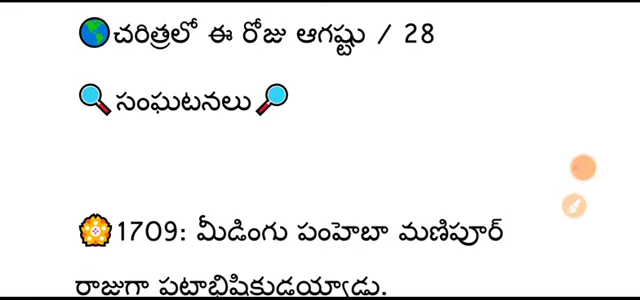 🌎చరిత్రలో ఈ రోజు ఆగష్టు / 28
🔍సంఘటనలు🔎
🏵️1709: మీడింగు పంహెబా మణిపూర్
రాజుగా పట్టాభిషిక్తుడయ్యాడు.